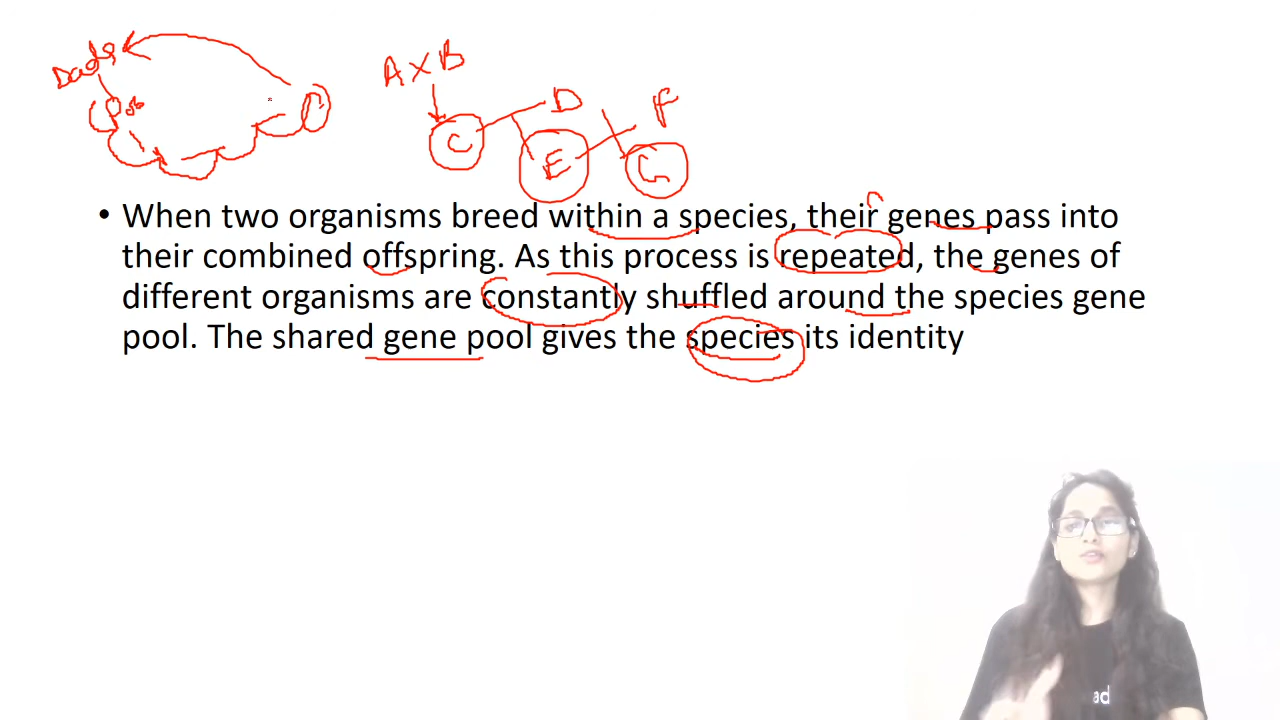 Dada
A X B
C
D
E
F
G
• When two organisms breed within a species, their genes pass into
their combined offspring. As this process is repeated, the genes of
different organisms are constantly shuffled around the species gene
pool. The shared gene pool gives the species its identity
ad